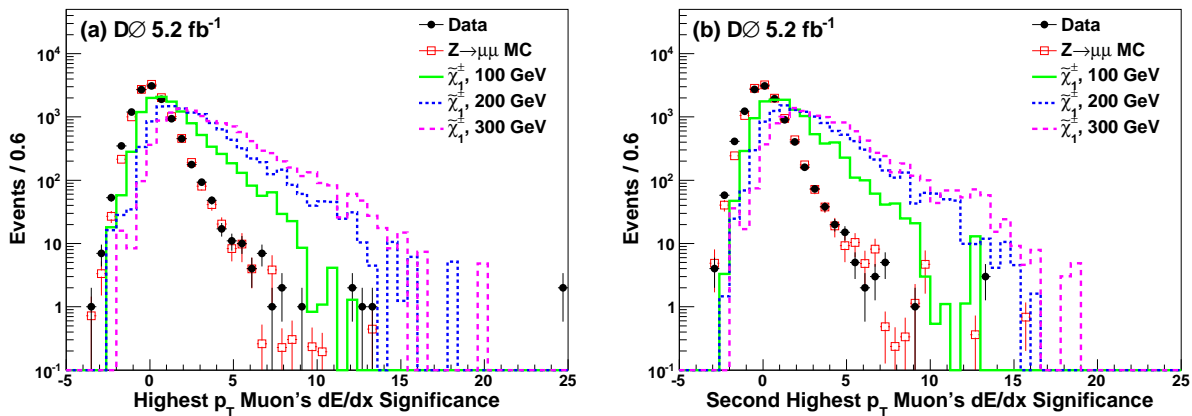 (a) DØ 5.2 fb⁻¹
Data
Z→μμ MC
χ̃₁±, 100 GeV
χ̃₁±, 200 GeV
χ̃₁±, 300 GeV
Events / 0.6
10⁴
10³
10²
10
1
10⁻¹
-5 0 5 10 15 20 25
Highest p_T Muon's dE/dx Significance
(b) DØ 5.2 fb⁻¹
Data
Z→μμ MC
χ̃₁±, 100 GeV
χ̃₁±, 200 GeV
χ̃₁±, 300 GeV
Events / 0.6
10⁴
10³
10²
10
1
10⁻¹
-5 0 5 10 15 20 25
Second Highest p_T Muon's dE/dx Significance